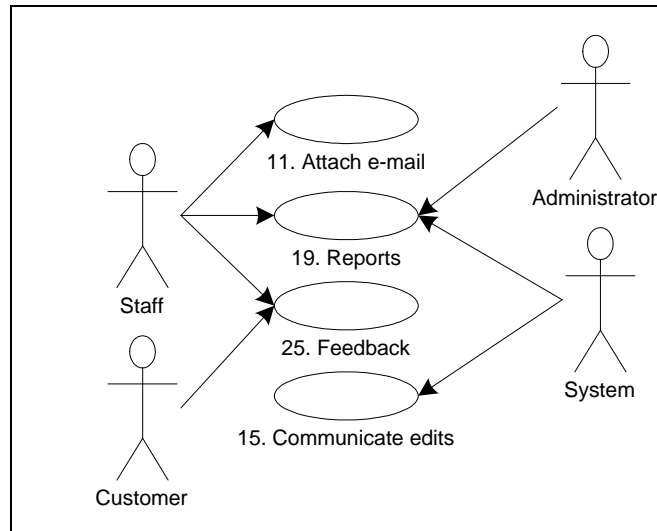 11. Attach e-mail
Administrator
19. Reports
Staff
25. Feedback
System
15. Communicate edits
Customer